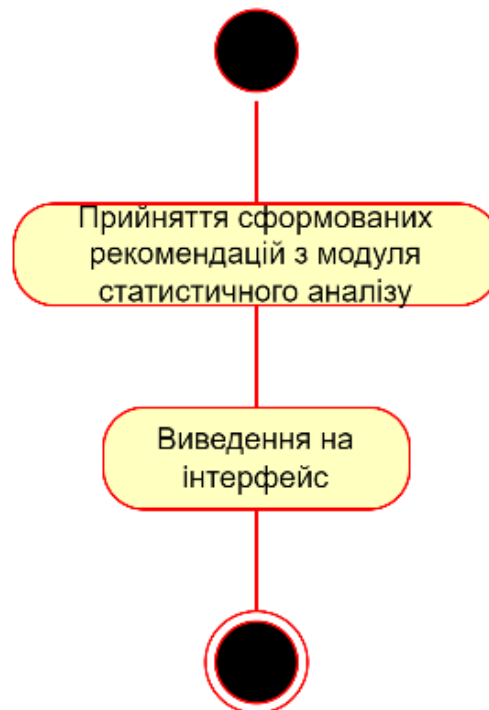 Прийняття сформованих
рекомендацій з модуля
статистичного аналізу
Виведення на
інтерфейс